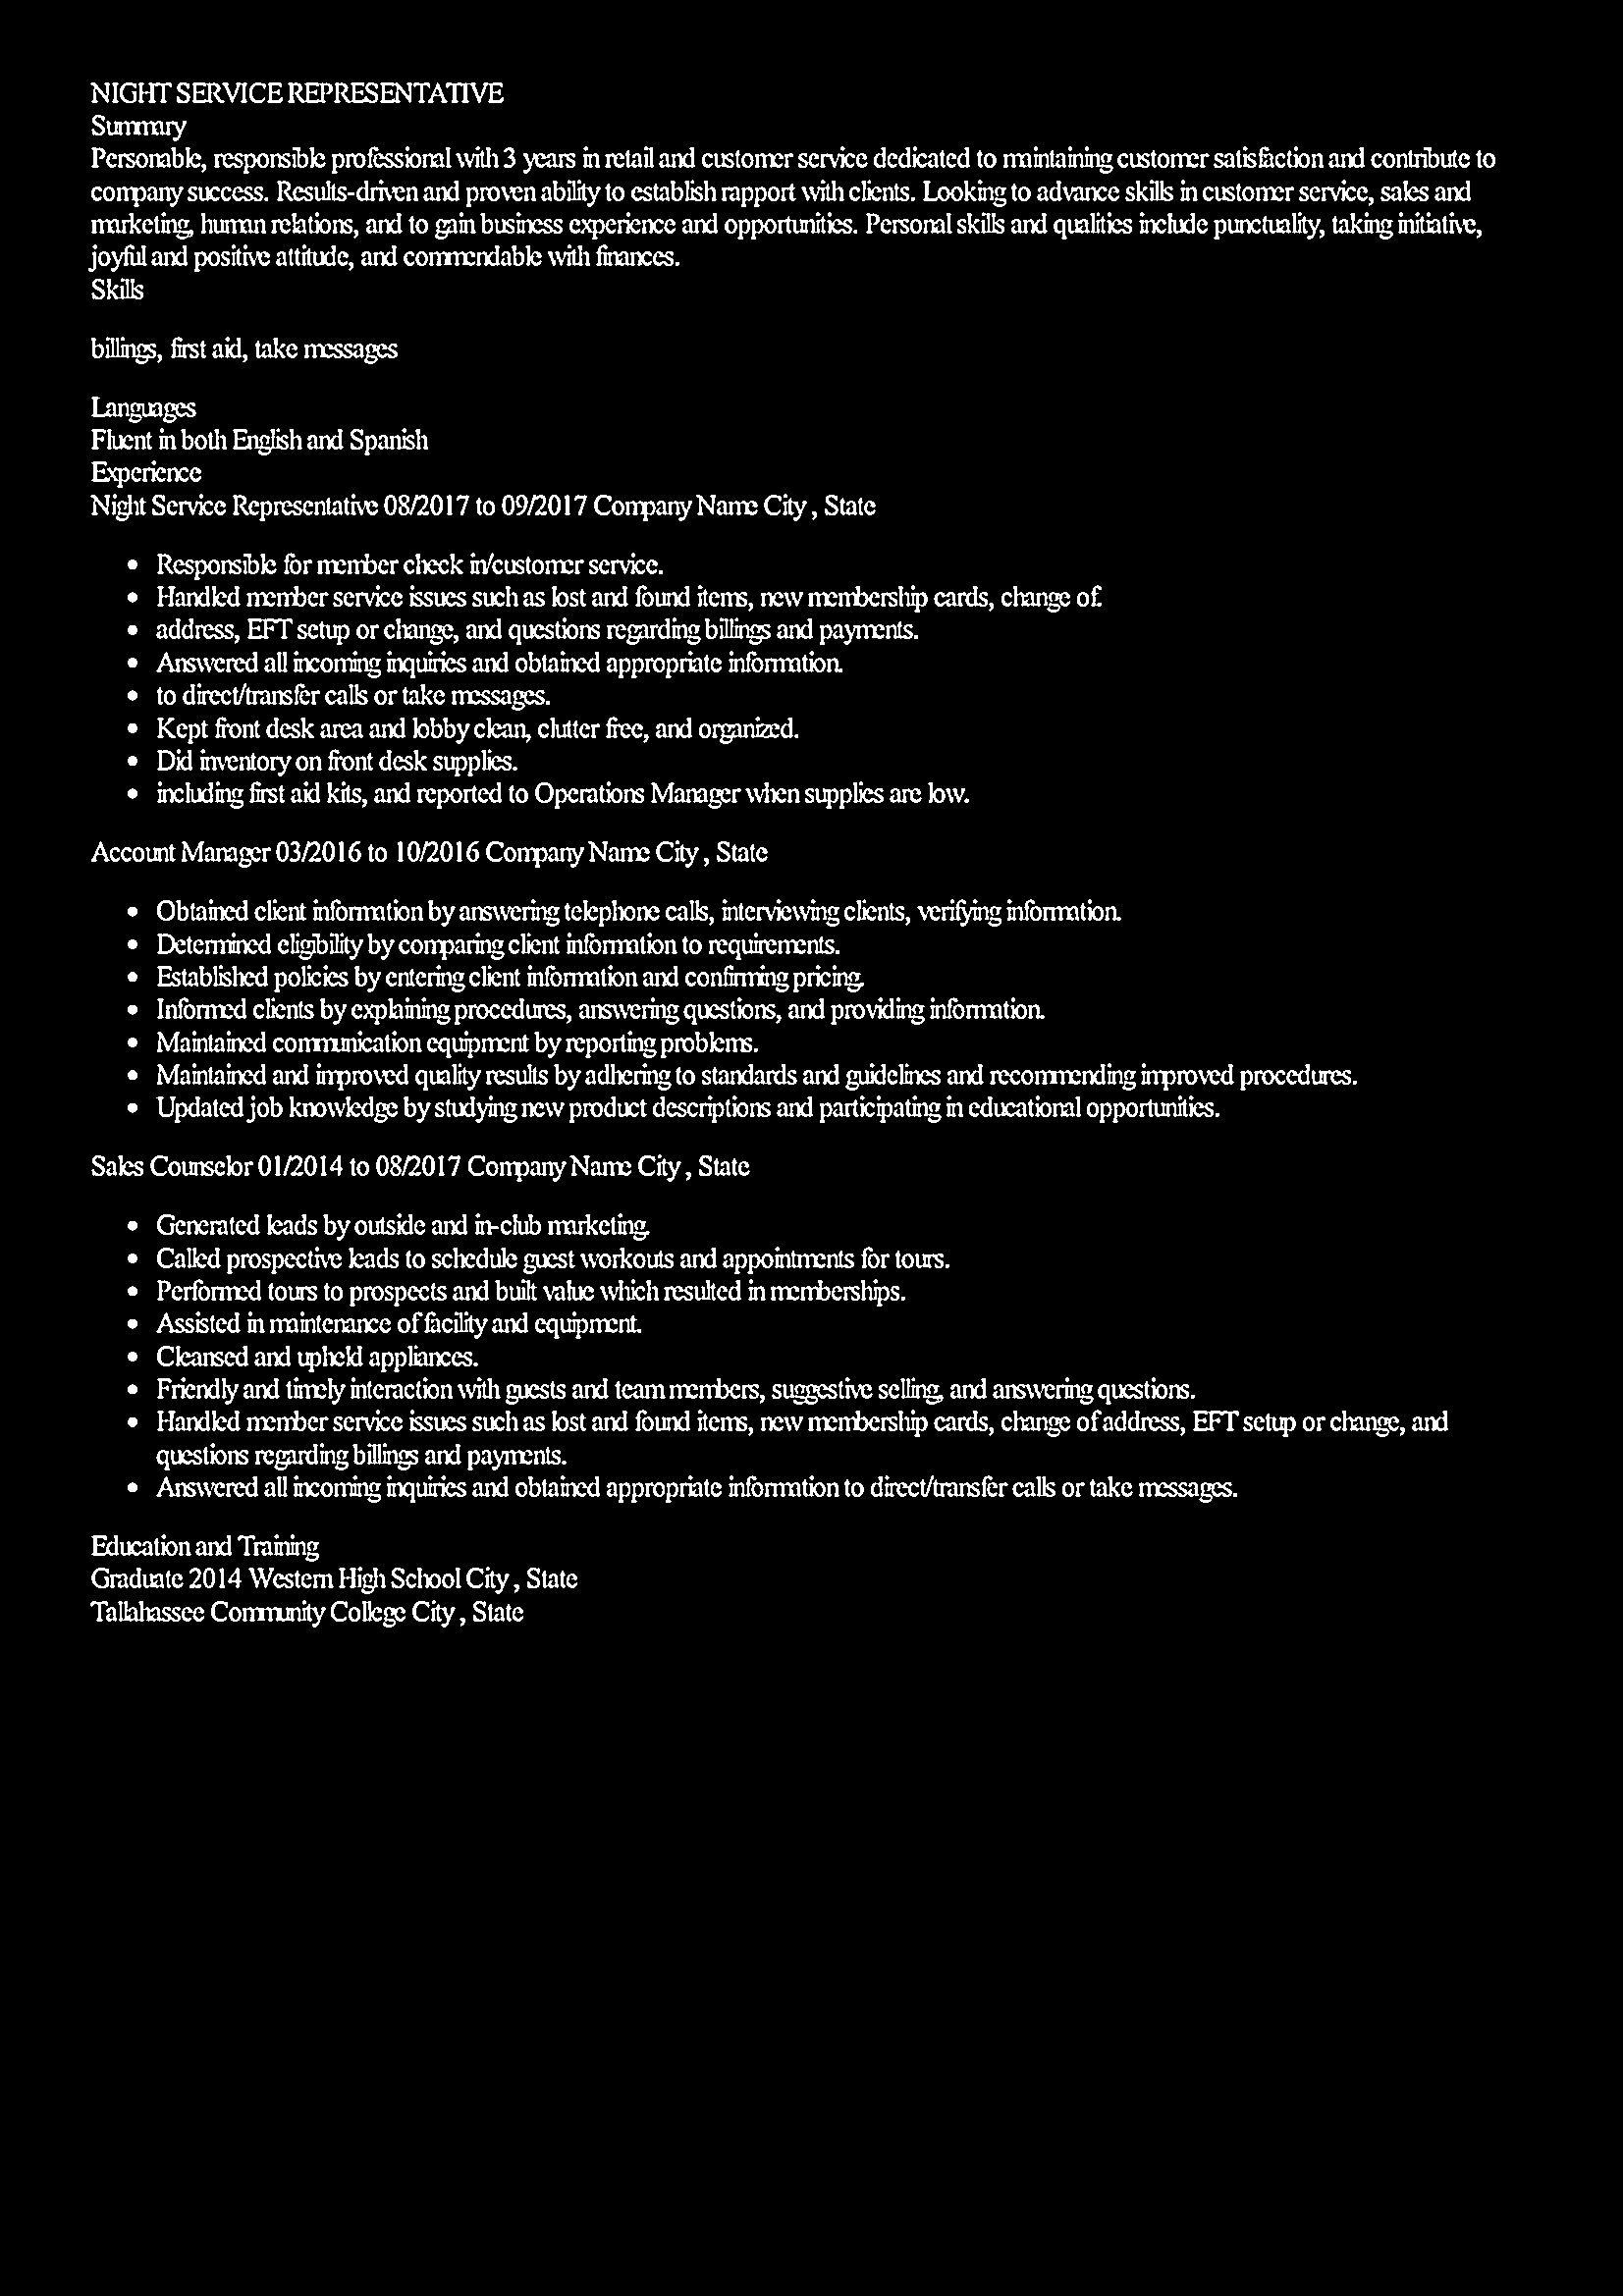 NIGHT SERVICE REPRESENTATIVE
Summary
Personable, responsible professional with 3 years in retail and customer service dedicated to maintaining customer satisfaction and contribute to
company success. Results-driven and proven ability to establish rapport with clients. Looking to advance skills in customer service, sales and
marketing, human relations, and to gain business experience and opportunities. Personal skills and qualities include punctuality, taking initiative,
joyful and positive attitude, and commendable with finances.
Skills
billings, first aid, take messages
Languages
Fluent in both English and Spanish
Experience
Night Service Representative 08/2017 to 09/2017 Company Name City , State
• Responsible for member check in/customer service.
• Handled member service issues such as lost and found items, new membership cards, change of.
• address, EFT setup or change, and questions regarding billings and payments.
• Answered all incoming inquiries and obtained appropriate information.
• to direct/transfer calls or take messages.
• Kept front desk area and lobby clean, clutter free, and organized.
• Did inventory on front desk supplies.
• including first aid kits, and reported to Operations Manager when supplies are low.
Account Manager 03/2016 to 10/2016 Company Name City , State
• Obtained client information by answering telephone calls, interviewing clients, verifying information.
• Determined eligibility by comparing client information to requirements.
• Established policies by entering client information and confirming pricing.
• Informed clients by explaining procedures, answering questions, and providing information.
• Maintained communication equipment by reporting problems.
• Maintained and improved quality results by adhering to standards and guidelines and recommending improved procedures.
• Updated job knowledge by studying new product descriptions and participating in educational opportunities.
Sales Counselor 01/2014 to 08/2017 Company Name City , State
• Generated leads by outside and in-club marketing.
• Called prospective leads to schedule guest workouts and appointments for tours.
• Performed tours to prospects and built value which resulted in memberships.
• Assisted in maintenance of facility and equipment.
• Cleansed and upheld appliances.
• Friendly and timely interaction with guests and team members, suggestive selling, and answering questions.
• Handled member service issues such as lost and found items, new membership cards, change of address, EFT setup or change, and
questions regarding billings and payments.
• Answered all incoming inquiries and obtained appropriate information to direct/transfer calls or take messages.
Education and Training
Graduate 2014 Western High School City , State
Tallahassee Community College City , State